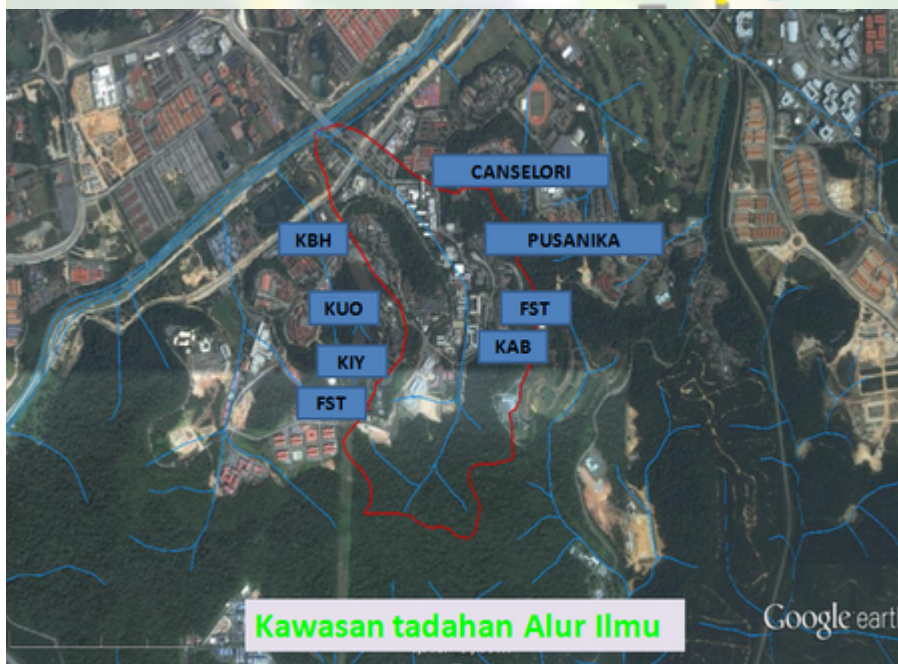 CANSELORI
KBH
PUSANIKA
KUO
FST
KAB
KIY
FST
Kawasan tadahan Alur Ilmu
Google earth